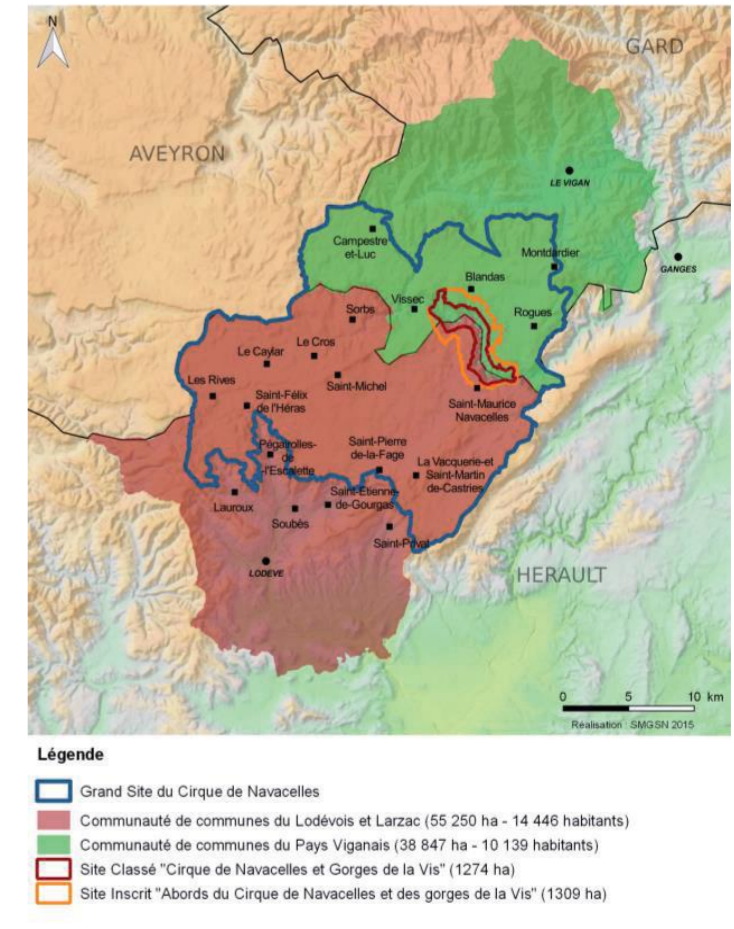 N
GARD
AVEYRON
LE VIGAN
Campestre
et-Luc
Montdardier
GANGES
Blandas
Vissec
Sorbs
Rogues
Le Cros
Le Caylar
Les Rives
Saint-Michel
Saint-Félix
de l'Héras
Saint-Maurice
Navacelles
Pégairolles-
de
-l'Escalette
Saint-Pierre
de-la-Fage
La Vacquerie-et
Saint-Martin
de-Castries
Lauroux
Saint-Etienne-
de-Gourgas
Soubès
Saint-Privat
LODEVE
HERAULT
0 5 10 km
Réalisation : SMGSN 2015
Légende
Grand Site du Cirque de Navacelles
Communauté de communes du Lodévois et Larzac (55 250 ha - 14 446 habitants)
Communauté de communes du Pays Viganais (38 847 ha - 10 139 habitants)
Site Classé "Cirque de Navacelles et Gorges de la Vis" (1274 ha)
Site Inscrit "Abords du Cirque de Navacelles et des gorges de la Vis" (1309 ha)